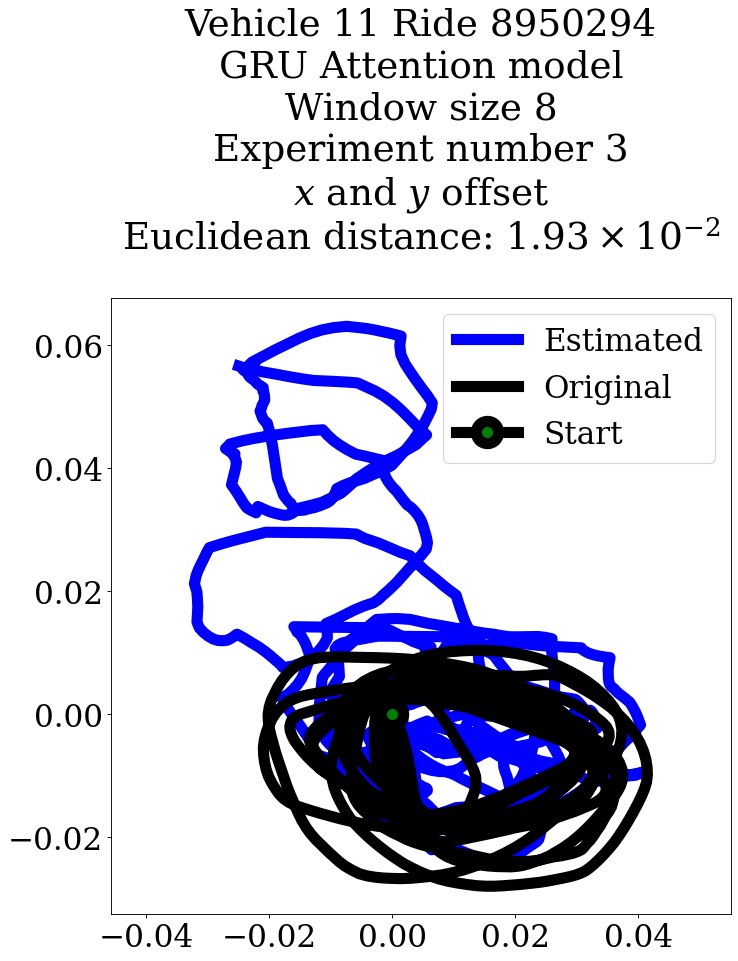 Vehicle 11 Ride 8950294
GRU Attention model
Window size 8
Experiment number 3
x and y offset
Euclidean distance: 1.93 × 10⁻²
Estimated
Original
Start
0.06
0.04
0.02
0.00
−0.02
−0.04
−0.02
0.00
0.02
0.04